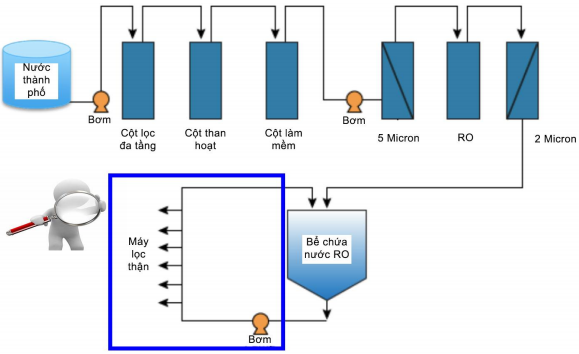 Nước
thành
phố
Bơm
Cột lọc
đa tầng
Cột than
hoạt
Cột làm
mềm
Bơm
5 Micron
RO
2 Micron
Máy
lọc
thận
Bể chứa
nước RO
Bơm